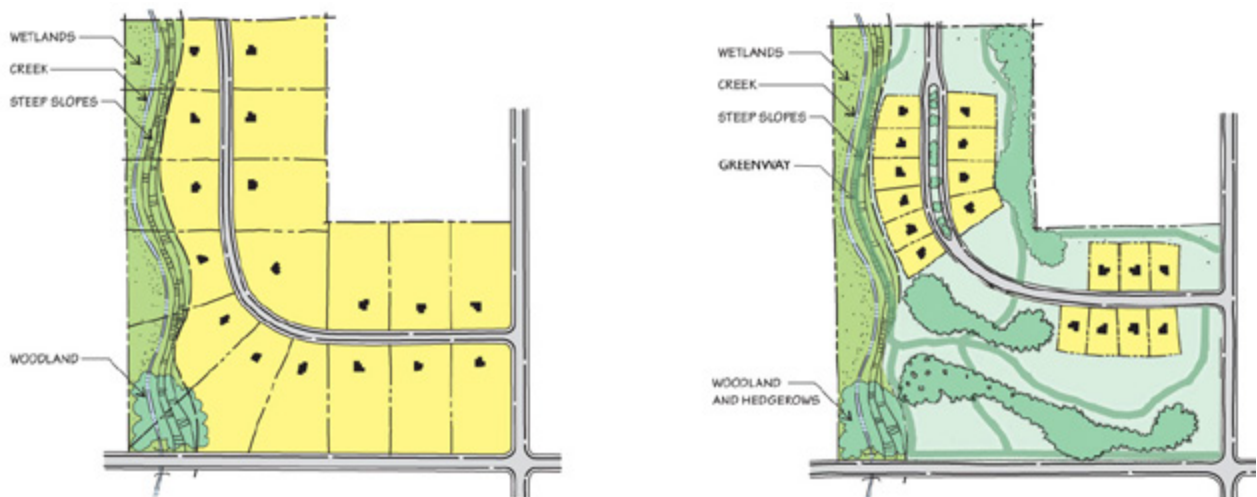 WETLANDS
CREEK
STEEP SLOPES
WOODLAND
WETLANDS
CREEK
STEEP SLOPES
GREENWAY
WOODLAND
AND HEDGEROWS